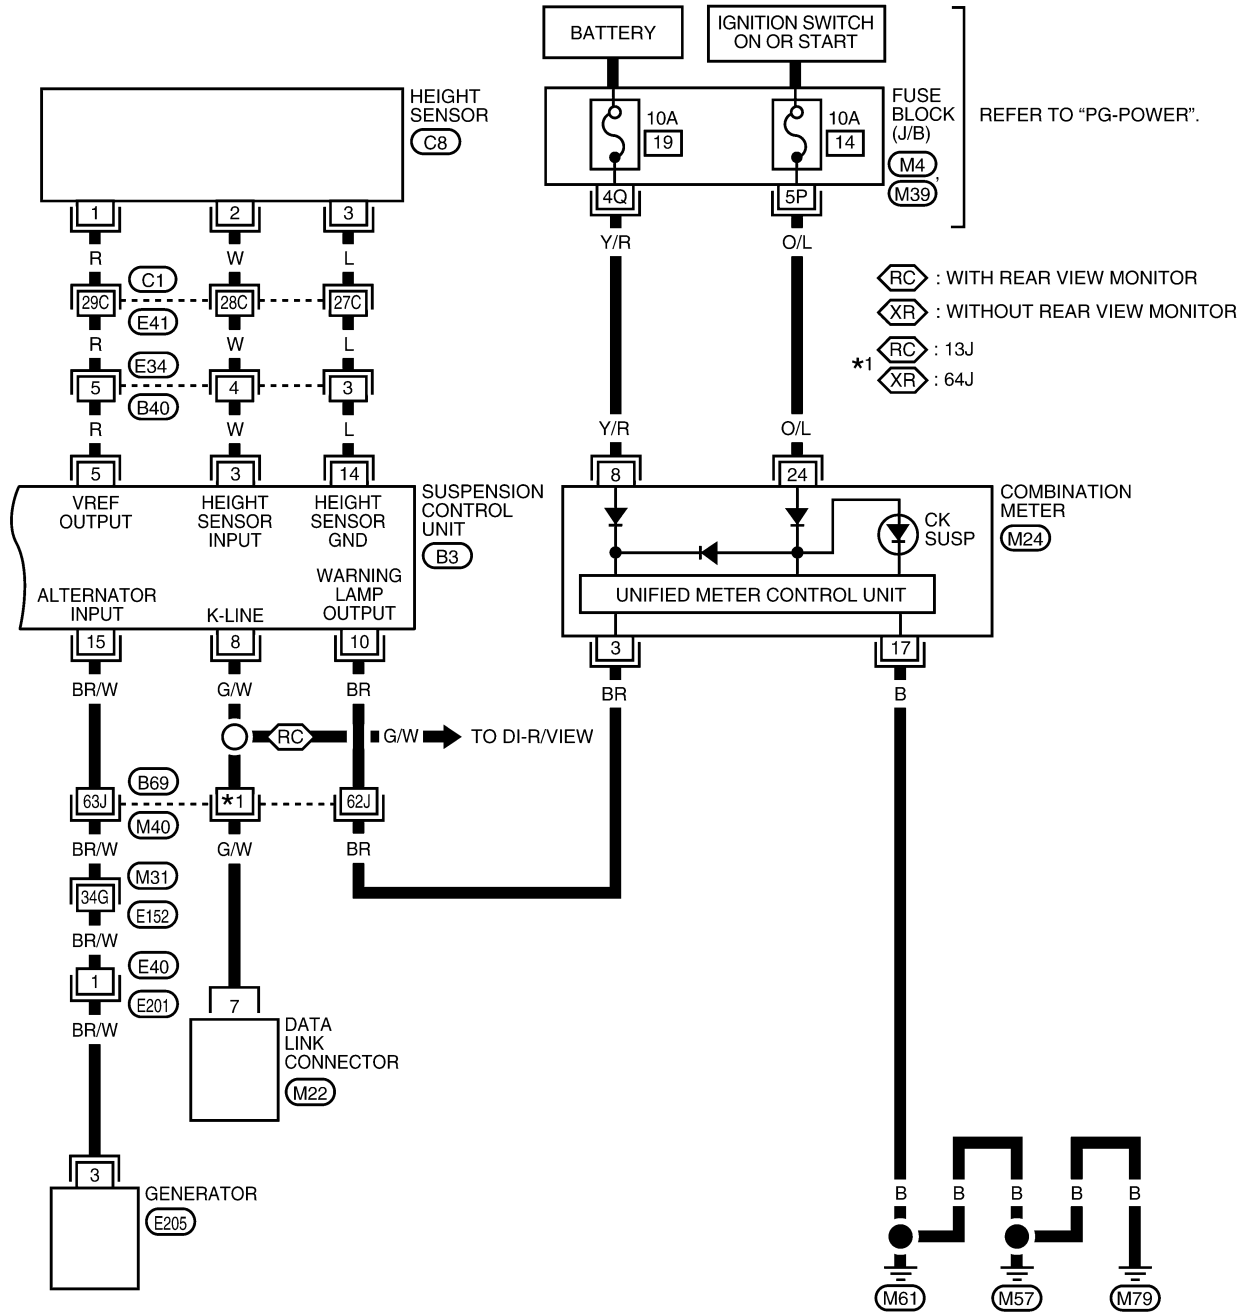 BATTERY
IGNITION SWITCH
ON OR START
HEIGHT
SENSOR
C8
10A
19
10A
14
FUSE
BLOCK
(J/B)
M4
,
M39
REFER TO “PG-POWER”.
4Q
5P
1
2
3
Y/R
O/L
R
W
L
C1
29C
28C
27C
E41
RC : WITH REAR VIEW MONITOR
XR : WITHOUT REAR VIEW MONITOR
*1
RC : 13J
XR : 64J
R
W
L
E34
5
4
3
B40
R
W
L
Y/R
O/L
5
3
14
8
24
VREF
OUTPUT
HEIGHT
SENSOR
INPUT
HEIGHT
SENSOR
GND
SUSPENSION
CONTROL
UNIT
B3
CK
SUSP
COMBINATION
METER
M24
ALTERNATOR
INPUT
K-LINE
WARNING
LAMP
OUTPUT
UNIFIED METER CONTROL UNIT
15
8
10
3
17
BR/W
G/W
BR
BR
B
RC
G/W
TO DI-R/VIEW
B69
63J
*1
62J
M40
BR/W
G/W
BR
M31
34G
E152
BR/W
E40
1
E201
BR/W
7
DATA
LINK
CONNECTOR
M22
3
GENERATOR
E205
B
B
B
B
B
M61
M57
M79